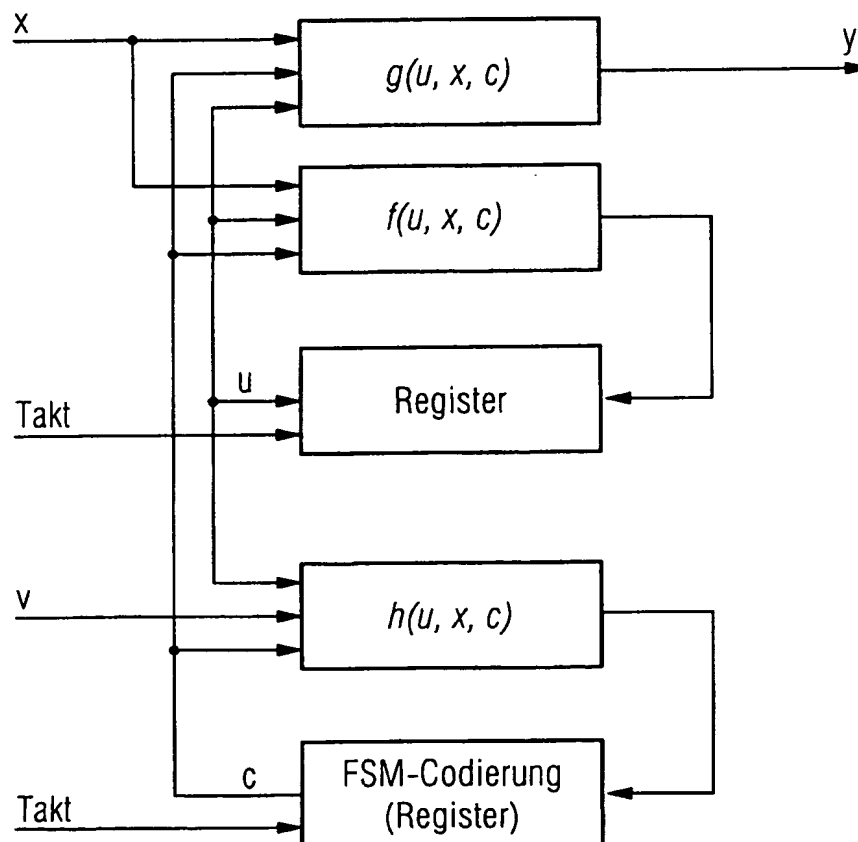 x
g(u, x, c)
y
f(u, x, c)
u
Register
Takt
v
h(u, x, c)
c
FSM-Codierung
(Register)
Takt